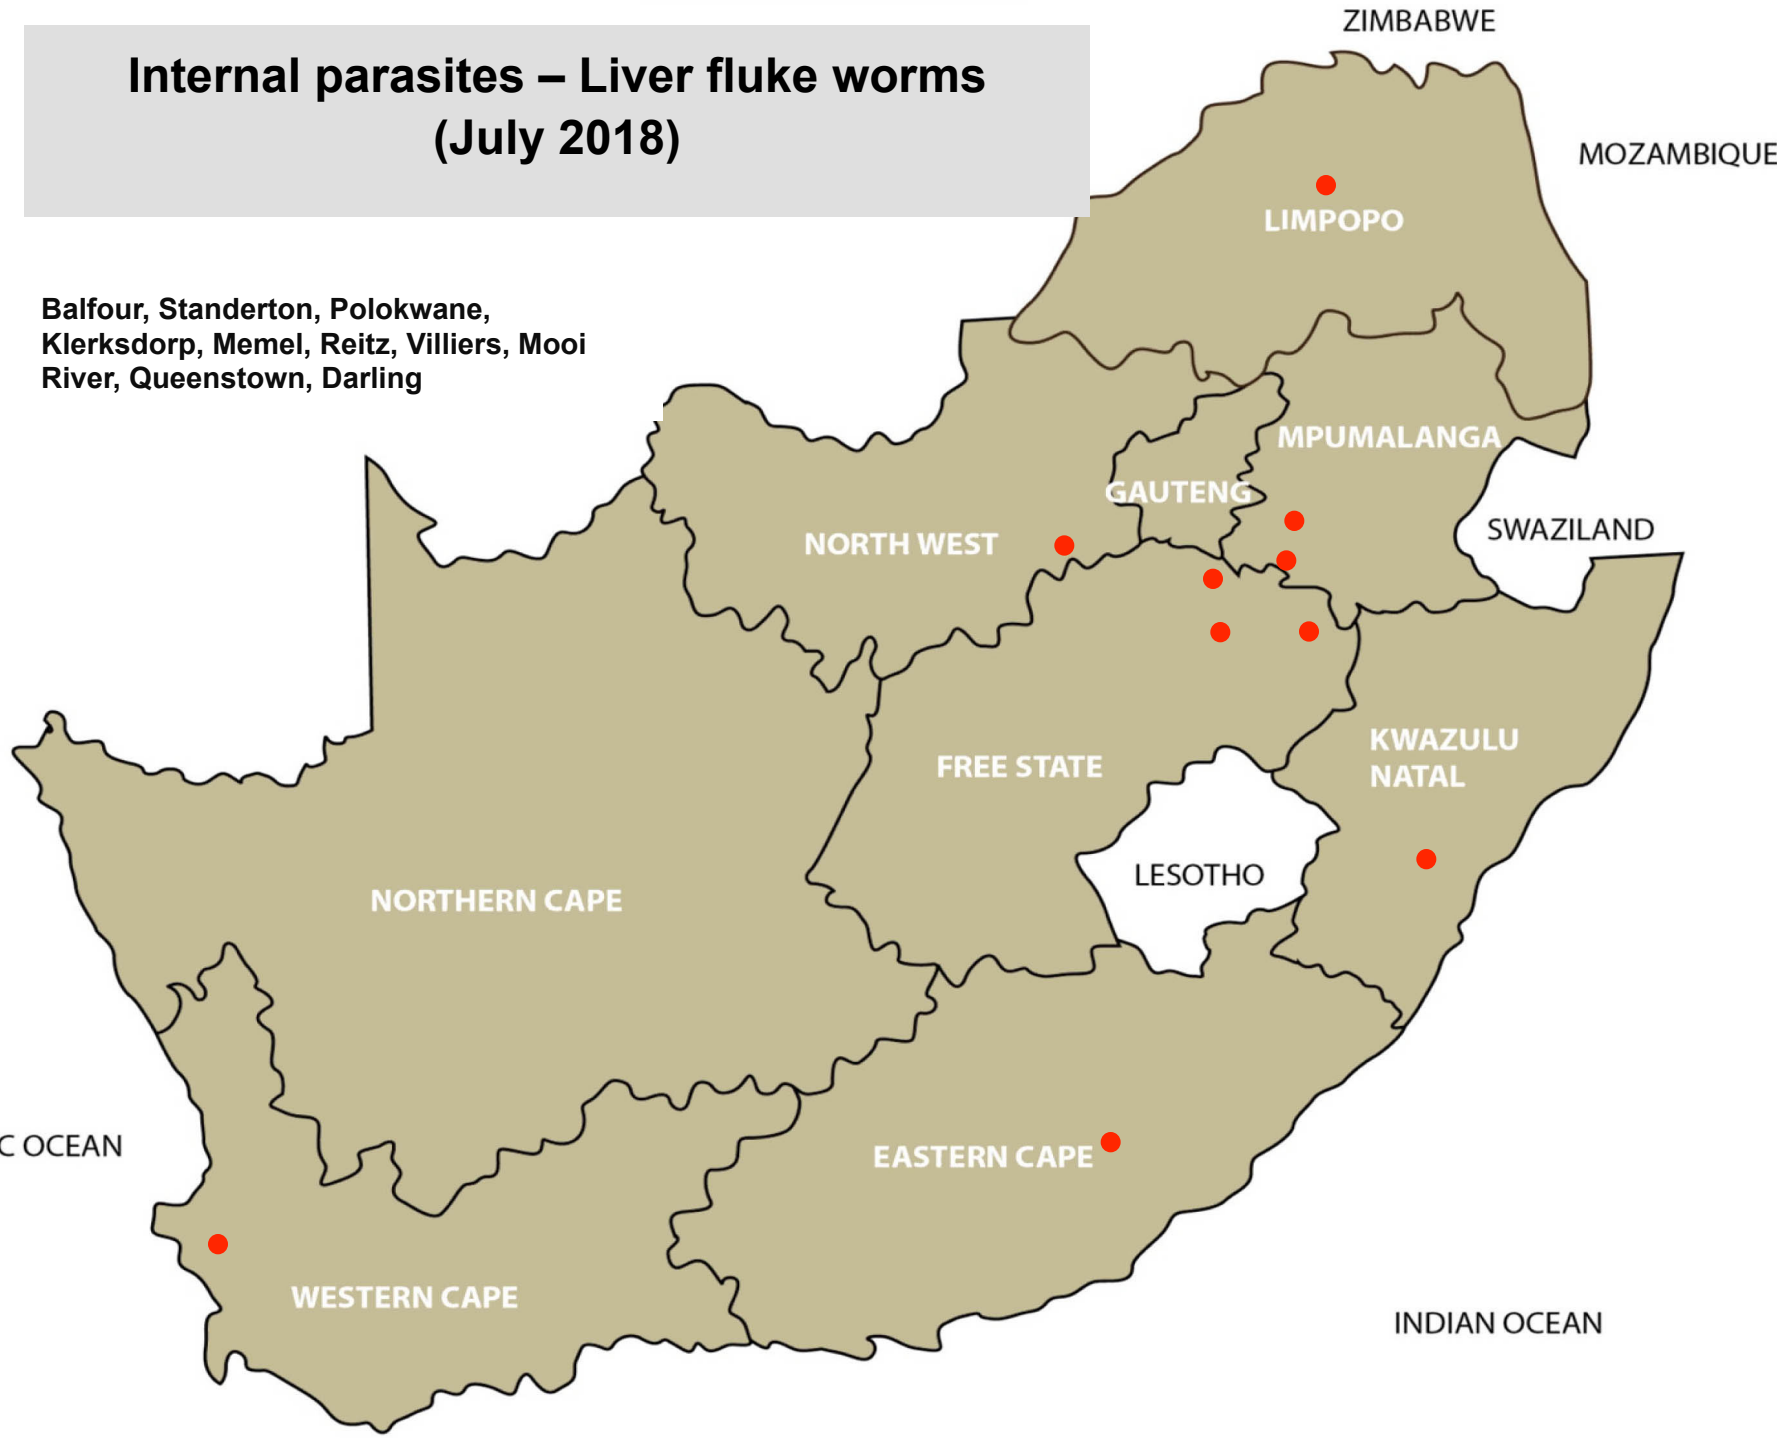 Internal parasites – Liver fluke worms
(July 2018)
Balfour, Standerton, Polokwane,
Klerksdorp, Memel, Reitz, Villiers, Mooi
River, Queenstown, Darling
ZIMBABWE
MOZAMBIQUE
LIMPOPO
MPUMALANGA
GAUTENG
SWAZILAND
NORTH WEST
KWAZULU
NATAL
FREE STATE
LESOTHO
NORTHERN CAPE
C OCEAN
EASTERN CAPE
WESTERN CAPE
INDIAN OCEAN